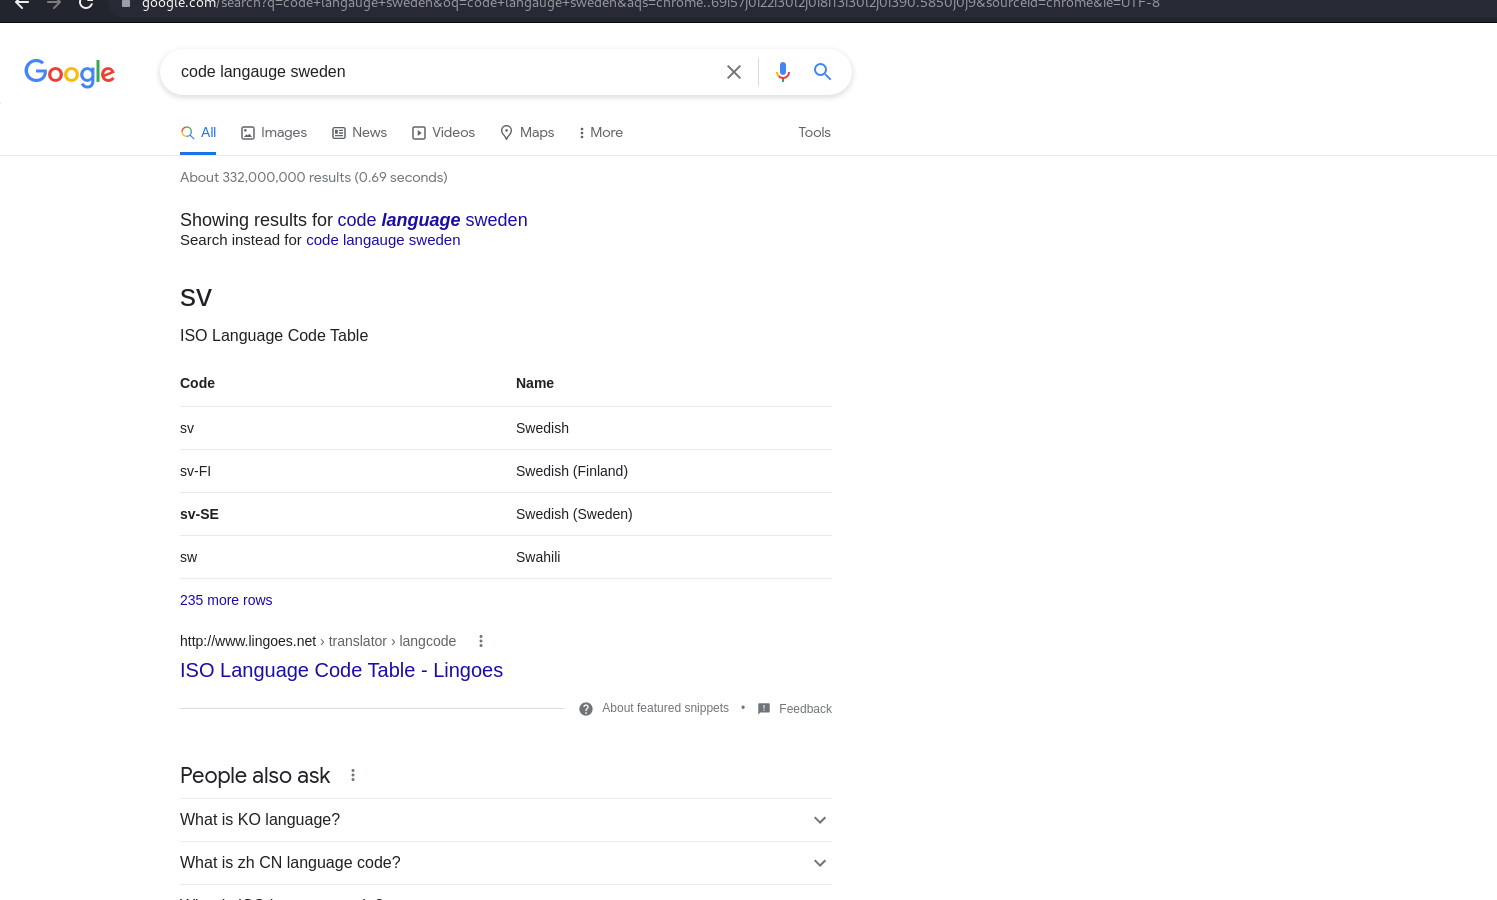 google.com/search?q=code+langauge+sweden&oq=code+langauge+sweden&aqs=chrome..69i57j0i22i30l2j0i8i13i30l2j0i390.5850j0j9&sourceid=chrome&ie=UTF-8
Google
code langauge sweden
All Images News Videos Maps More Tools
About 332,000,000 results (0.69 seconds)
Showing results for code language sweden
Search instead for code langauge sweden
sv
ISO Language Code Table
Code Name
sv Swedish
sv-FI Swedish (Finland)
sv-SE Swedish (Sweden)
sw Swahili
235 more rows
http://www.lingoes.net › translator › langcode
ISO Language Code Table - Lingoes
About featured snippets • Feedback
People also ask
What is KO language?
What is zh CN language code?